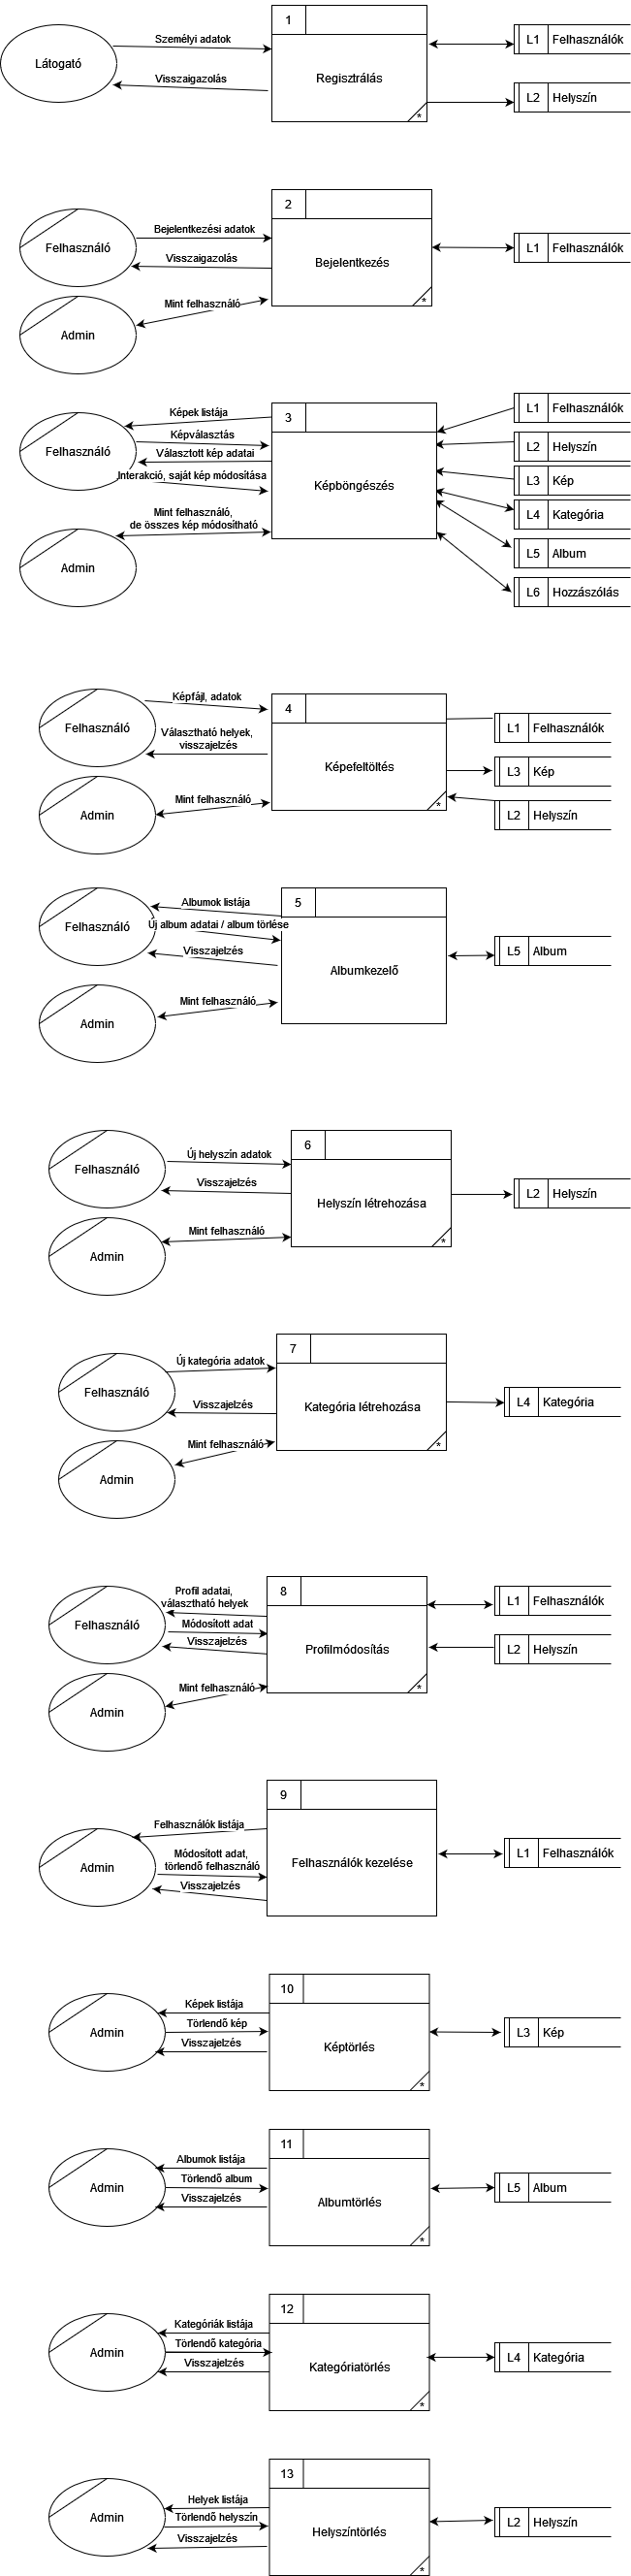 1
Személyi adatok
L1 Felhasználók
Látogató
Visszaigazolás
Regisztrálás
L2 Helyszín
*
2
Bejelentkezési adatok
Felhasználó
L1 Felhasználók
Visszaigazolás
Bejelentkezés
Mint felhasználó
*
Admin
Képek listája
3
L1 Felhasználók
Képválasztás
L2 Helyszín
Felhasználó
Választott kép adatai
Interakció, saját kép módosítása
Képböngészés
L3 Kép
Mint felhasználó,
de összes kép módosítható
L4 Kategória
L5 Album
Admin
L6 Hozzászólás
Képfájl, adatok
4
Felhasználó
L1 Felhasználók
Választható helyek,
visszajelzés
Képefeltöltés
L3 Kép
Mint felhasználó
*
Admin
L2 Helyszín
Albumok listája
5
Felhasználó
Új album adatai / album törlése
Visszajelzés
L5 Album
Albumkezelő
Mint felhasználó
Admin
6
Új helyszín adatok
Felhasználó
Visszajelzés
L2 Helyszín
Helyszín létrehozása
Mint felhasználó
*
Admin
7
Új kategória adatok
Felhasználó
Visszajelzés
L4 Kategória
Kategória létrehozása
Mint felhasználó
*
Admin
Profil adatai,
választható helyek
8
L1 Felhasználók
Módosított adat
Felhasználó
Visszajelzés
Profilmódosítás
L2 Helyszín
Mint felhasználó
*
Admin
9
Felhasználók listája
Módosított adat,
törlendő felhasználó
L1 Felhasználók
Admin
Felhasználók kezelése
Visszajelzés
10
Képek listája
Törlendő kép
Admin
L3 Kép
Visszajelzés
Képtörlés
*
11
Albumok listája
Törlendő album
Admin
L5 Album
Visszajelzés
Albumtörlés
*
12
Kategóriák listája
Törlendő kategória
Admin
L4 Kategória
Visszajelzés
Kategóriatörlés
*
13
Helyek listája
Törlendő helyszín
Admin
L2 Helyszín
Visszajelzés
Helyszíntörlés
*